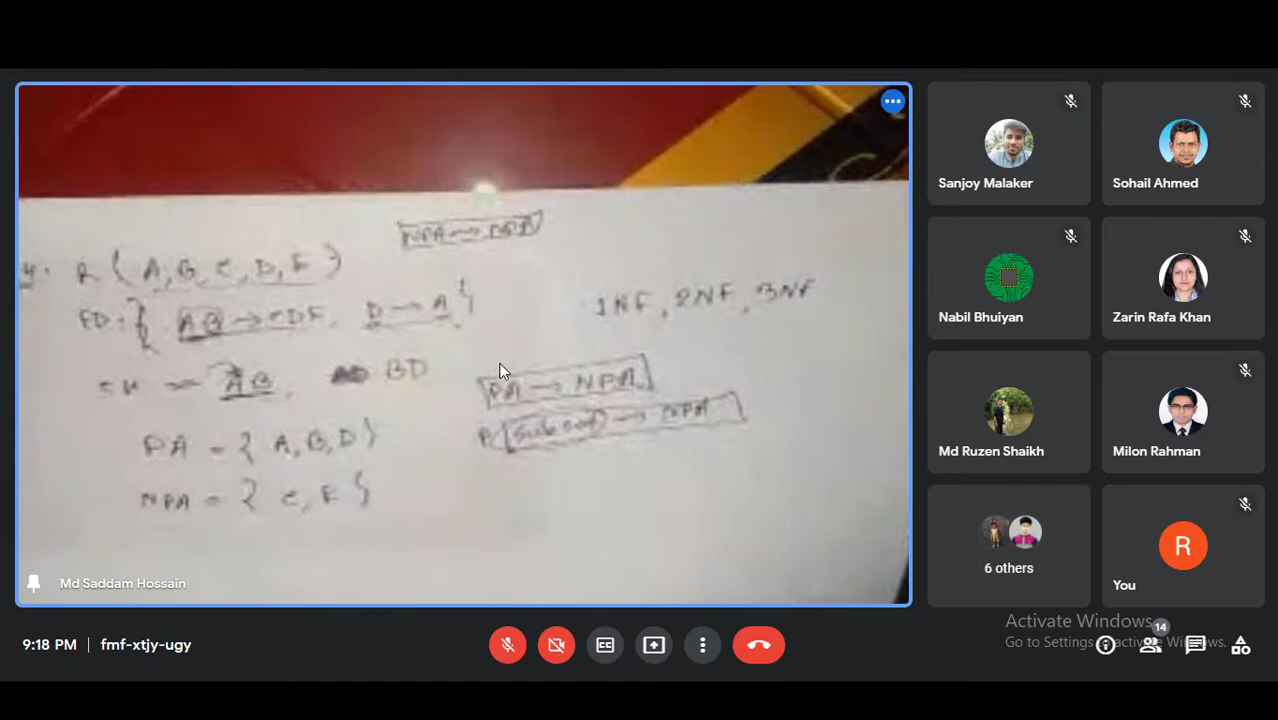 NPA → NPA
R ( A, B, C, D, E )
FD : { AB → CDE, D → A }
1NF, 2NF, 3NF
AB, BD
PA → NPA
P/ Subset → NPA
PA = { A, B, D }
NPA = { C, E }
Md Saddam Hossain
Sanjoy Malaker
Sohail Ahmed
Nabil Bhuiyan
Zarin Rafa Khan
Md Ruzen Shaikh
Milon Rahman
6 others
R
You
9:18 PM | fmf-xtjy-ugy
14
Activate Windows
Go to Settings to activate Windows.